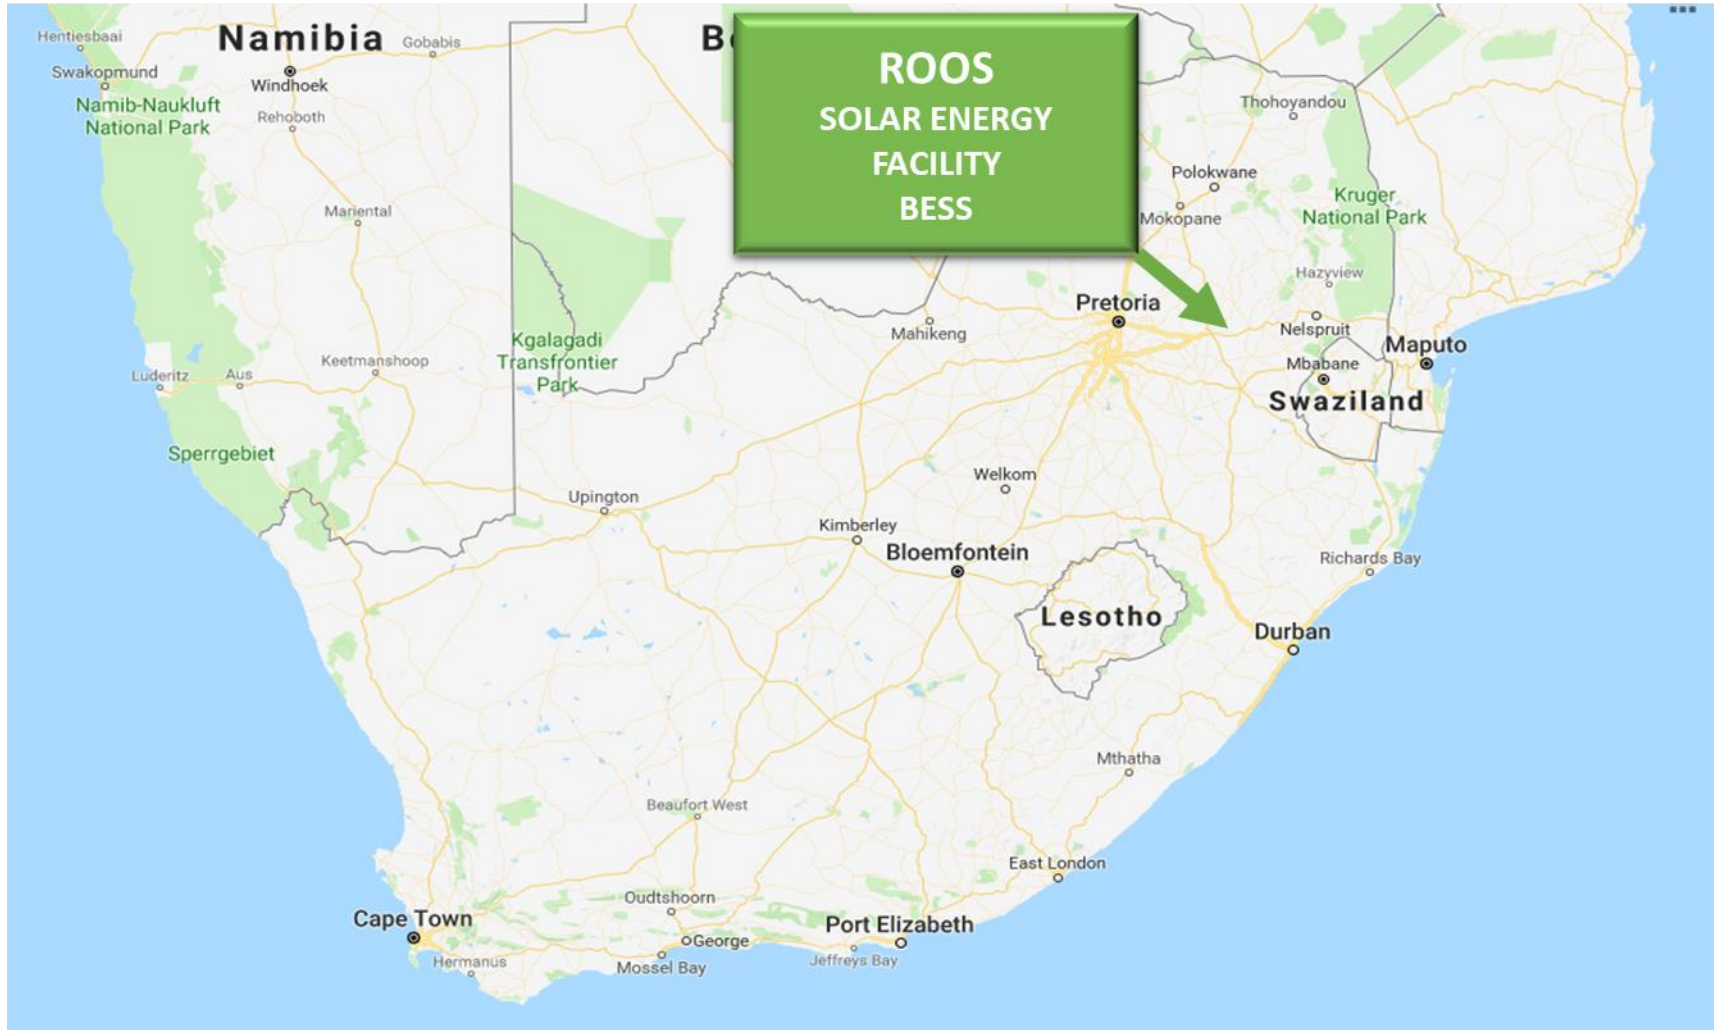 Hentiesbaai
Namibia
Gobabis
ROOS
SOLAR ENERGY
FACILITY
BESS
Swakopmund
Windhoek
Namib-Naukluft
National Park
Rehoboth
Thohoyandou
Polokwane
Mokopane
Kruger
National Park
Mariental
Hazyview
Pretoria
Mahikeng
Nelspruit
Kgalagadi
Transfrontier
Park
Maputo
Mbabane
Swaziland
Keetmanshoop
Luderitz
Aus
Sperrgebiet
Welkom
Upington
Kimberley
Bloemfontein
Richards Bay
Lesotho
Durban
Mthatha
Beaufort West
East London
Oudtshoorn
Cape Town
Port Elizabeth
George
Hermanus
Mossel Bay
Jeffreys Bay